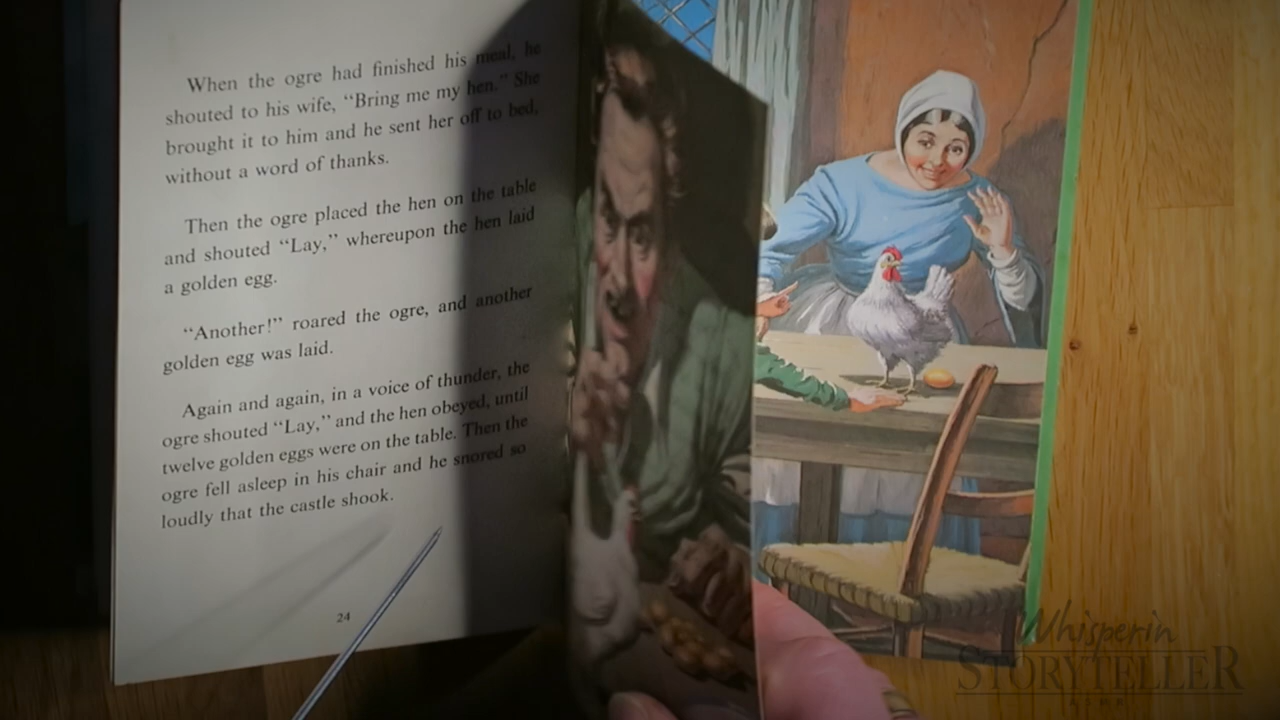 When the ogre had finished his meal, he
shouted to his wife, “Bring me my hen.” She
brought it to him and he sent her off to bed,
without a word of thanks.
Then the ogre placed the hen on the table
and shouted “Lay,” whereupon the hen laid
a golden egg.
“Another!” roared the ogre, and another
golden egg was laid.
Again and again, in a voice of thunder, the
ogre shouted “Lay,” and the hen obeyed, until
twelve golden eggs were on the table. Then the
ogre fell asleep in his chair and he snored so
loudly that the castle shook.
24
Whisperin
STORYTELLER